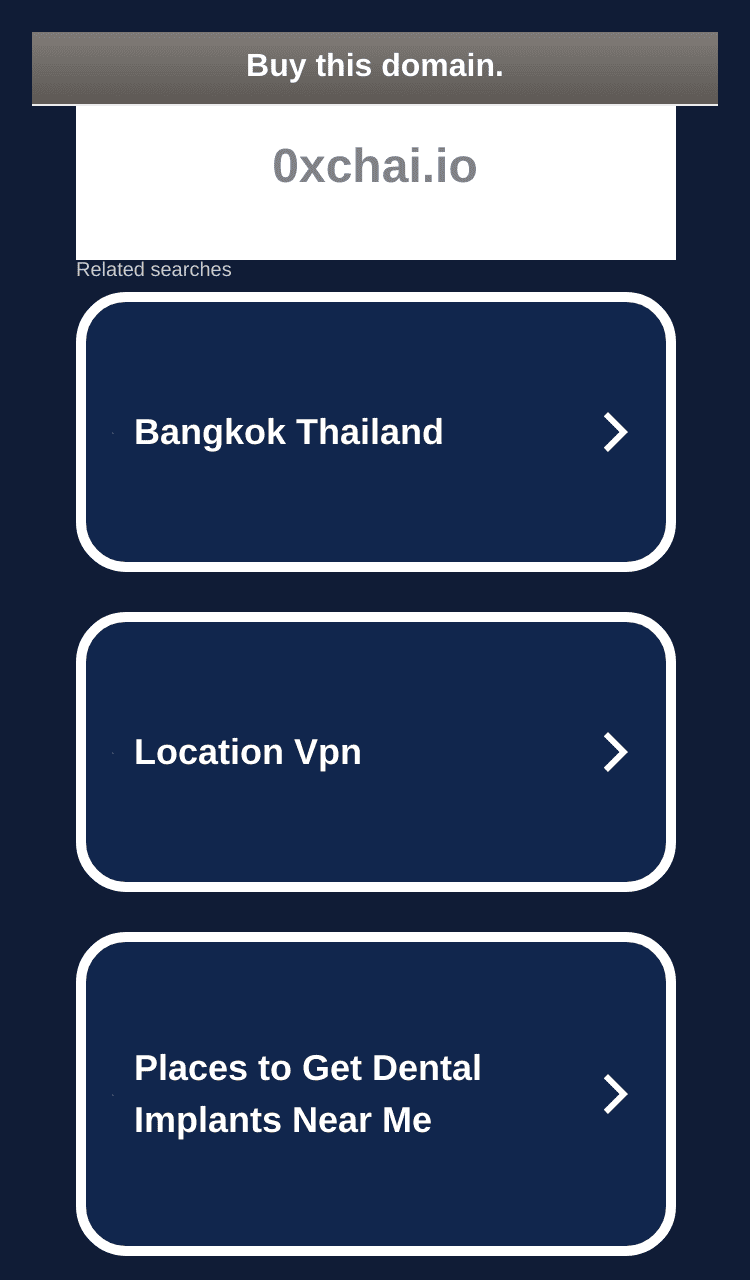 Buy this domain.
0xchai.io
Related searches
Bangkok Thailand
Location Vpn
Places to Get Dental
Implants Near Me